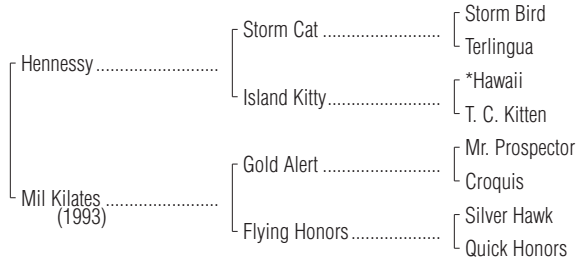 Storm Bird
Storm Cat ........................
Terlingua
Hennessy.........................
*Hawaii
Island Kitty.......................
T. C. Kitten
Mr. Prospector
Gold Alert ........................
Croquis
Mil Kilates .......................
(1993)
Silver Hawk
Flying Honors..................
Quick Honors